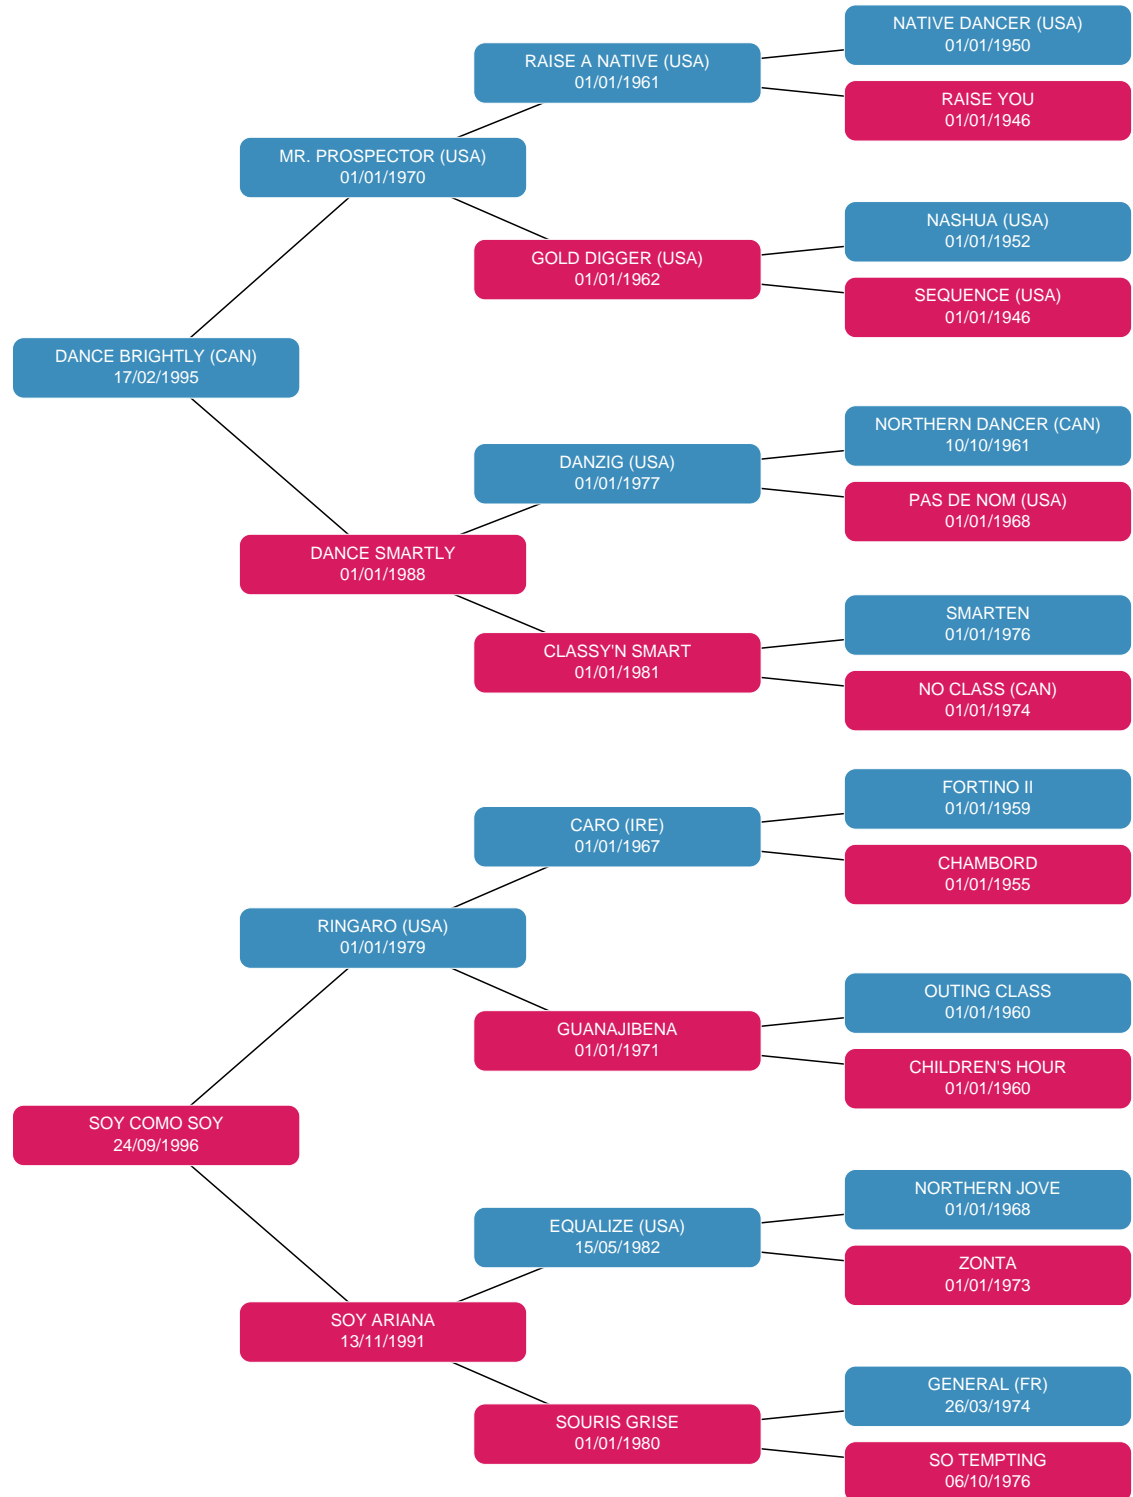 NATIVE DANCER (USA)
01/01/1950
RAISE A NATIVE (USA)
01/01/1961
RAISE YOU
01/01/1946
MR. PROSPECTOR (USA)
01/01/1970
NASHUA (USA)
01/01/1952
GOLD DIGGER (USA)
01/01/1962
SEQUENCE (USA)
01/01/1946
DANCE BRIGHTLY (CAN)
17/02/1995
NORTHERN DANCER (CAN)
10/10/1961
DANZIG (USA)
01/01/1977
PAS DE NOM (USA)
01/01/1968
DANCE SMARTLY
01/01/1988
SMARTEN
01/01/1976
CLASSY'N SMART
01/01/1981
NO CLASS (CAN)
01/01/1974
FORTINO II
01/01/1959
CARO (IRE)
01/01/1967
CHAMBORD
01/01/1955
RINGARO (USA)
01/01/1979
OUTING CLASS
01/01/1960
GUANAJIBENA
01/01/1971
CHILDREN'S HOUR
01/01/1960
SOY COMO SOY
24/09/1996
NORTHERN JOVE
01/01/1968
EQUALIZE (USA)
15/05/1982
ZONTA
01/01/1973
SOY ARIANA
13/11/1991
GENERAL (FR)
26/03/1974
SOURIS GRISE
01/01/1980
SO TEMPTING
06/10/1976